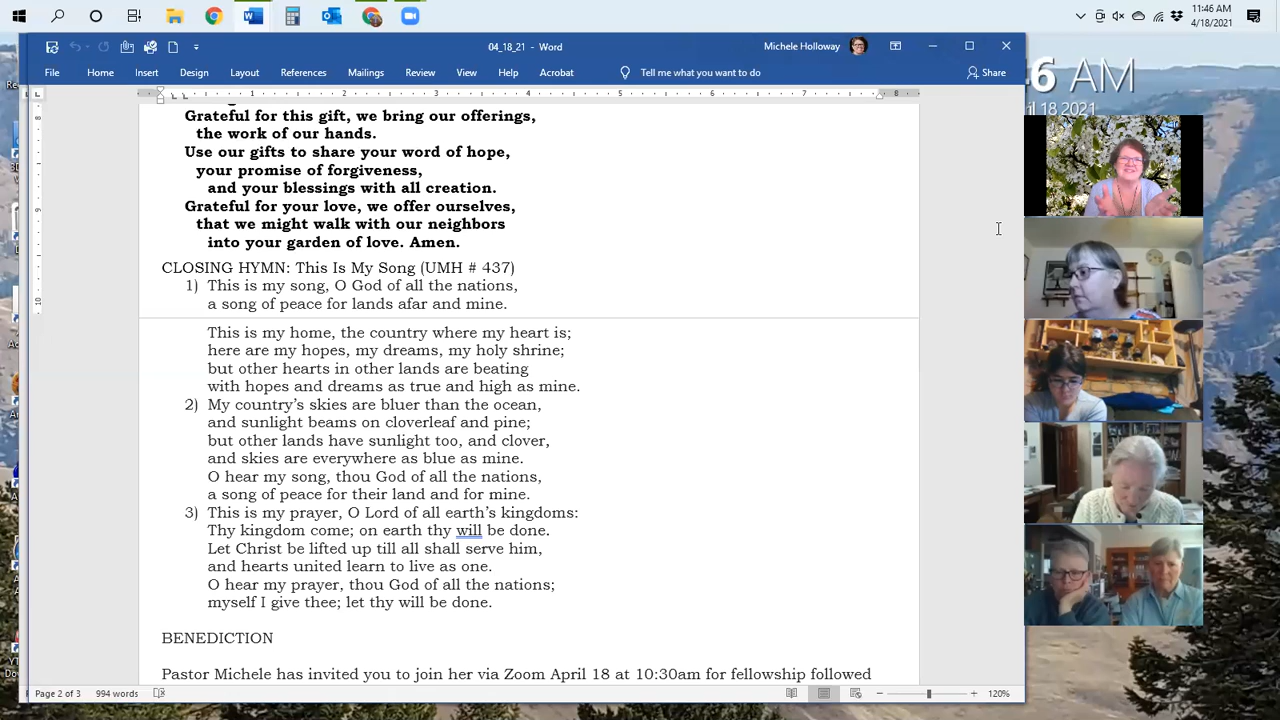 11:46 AM
4/18/2021
04_18_21 - Word
Michele Holloway
File Home Insert Design Layout References Mailings Review View Help Acrobat Tell me what you want to do Share
6 AM
ril 18 2021
Grateful for this gift, we bring our offerings,
the work of our hands.
Use our gifts to share your word of hope,
your promise of forgiveness,
and your blessings with all creation.
Grateful for your love, we offer ourselves,
that we might walk with our neighbors
into your garden of love. Amen.
CLOSING HYMN: This Is My Song (UMH # 437)
1) This is my song, O God of all the nations,
a song of peace for lands afar and mine.
This is my home, the country where my heart is;
here are my hopes, my dreams, my holy shrine;
but other hearts in other lands are beating
with hopes and dreams as true and high as mine.
2) My country's skies are bluer than the ocean,
and sunlight beams on cloverleaf and pine;
but other lands have sunlight too, and clover,
and skies are everywhere as blue as mine.
O hear my song, thou God of all the nations,
a song of peace for their land and for mine.
3) This is my prayer, O Lord of all earth's kingdoms:
Thy kingdom come; on earth thy will be done.
Let Christ be lifted up till all shall serve him,
and hearts united learn to live as one.
O hear my prayer, thou God of all the nations;
myself I give thee; let thy will be done.
BENEDICTION
Pastor Michele has invited you to join her via Zoom April 18 at 10:30am for fellowship followed
Page 2 of 3 994 words 120%